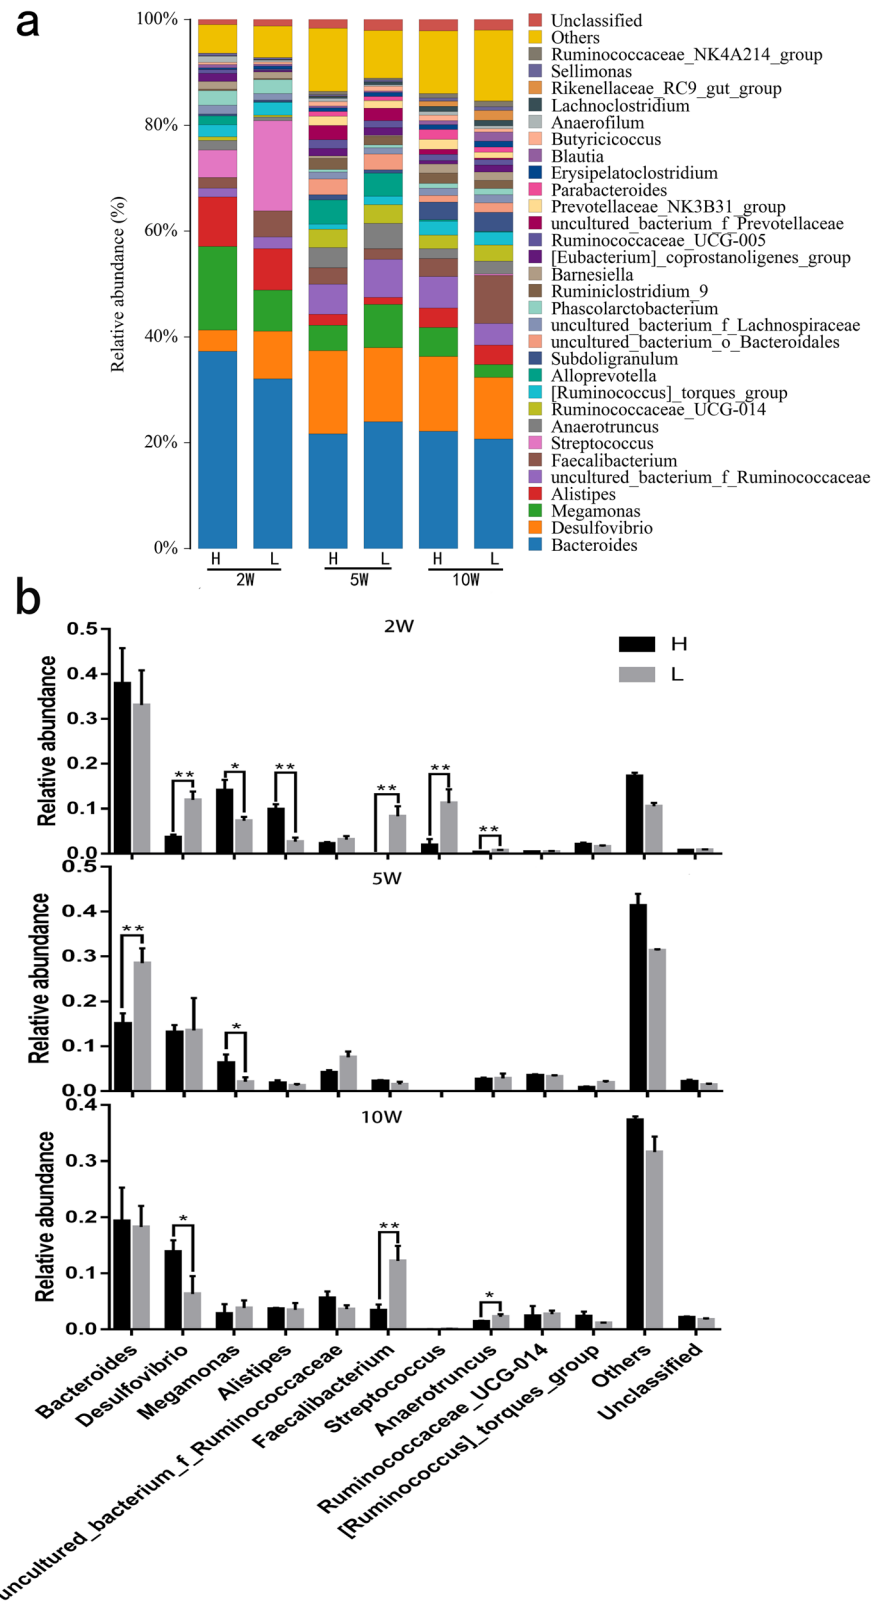 a
Relative abundance (%)
100%
80%
60%
40%
20%
0%
H
L
H
L
H
L
2W
5W
10W
Unclassified
Others
Ruminococcaceae_NK4A214_group
Sellimonas
Rikenellaceae_RC9_gut_group
Lachnoclostridium
Anaerofilum
Butyricicoccus
Blautia
Erysipelatoclostridium
Parabacteroides
Prevotellaceae_NK3B31_group
uncultured_bacterium_f_Prevotellaceae
Ruminococcaceae_UCG-005
[Eubacterium]_coprostanoligenes_group
Barnesiella
Ruminiclostridium_9
Phascolarctobacterium
uncultured_bacterium_f_Lachnospiraceae
uncultured_bacterium_o_Bacteroidales
Subdoligranulum
Alloprevotella
[Ruminococcus]_torques_group
Ruminococcaceae_UCG-014
Anaerotruncus
Streptococcus
Faecalibacterium
uncultured_bacterium_f_Ruminococcaceae
Alistipes
Megamonas
Desulfovibrio
Bacteroides
b
2W
H
L
Relative abundance
0.5
0.4
0.3
0.2
0.1
0.0
**
*
**
**
**
**
5W
Relative abundance
0.5
0.4
0.3
0.2
0.1
0.0
**
*
10W
Relative abundance
0.4
0.3
0.2
0.1
0.0
*
**
*
Bacteroides
Desulfovibrio
Megamonas
Alistipes
uncultured_bacterium_f_Ruminococcaceae
Faecalibacterium
Streptococcus
Anaerotruncus
Ruminococcaceae_UCG-014
[Ruminococcus]_torques_group
Others
Unclassified